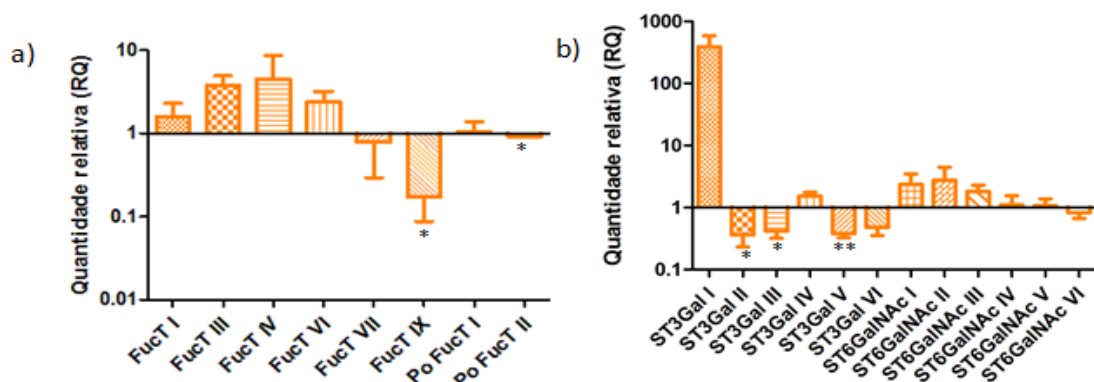 a)
Quantidade relativa (RQ)
10
1
0.1
0.01
*
*
FucT I
FucT III
FucT IV
FucT VI
FucT VII
FucT IX
Po FucT I
Po FucT II
b)
Quantidade relativa (RQ)
1000
100
10
1
0.1
*
*
**
ST3Gal I
ST3Gal II
ST3Gal III
ST3Gal IV
ST3Gal V
ST3Gal VI
ST6GalNAc I
ST6GalNAc II
ST6GalNAc III
ST6GalNAc IV
ST6GalNAc V
ST6GalNAc VI